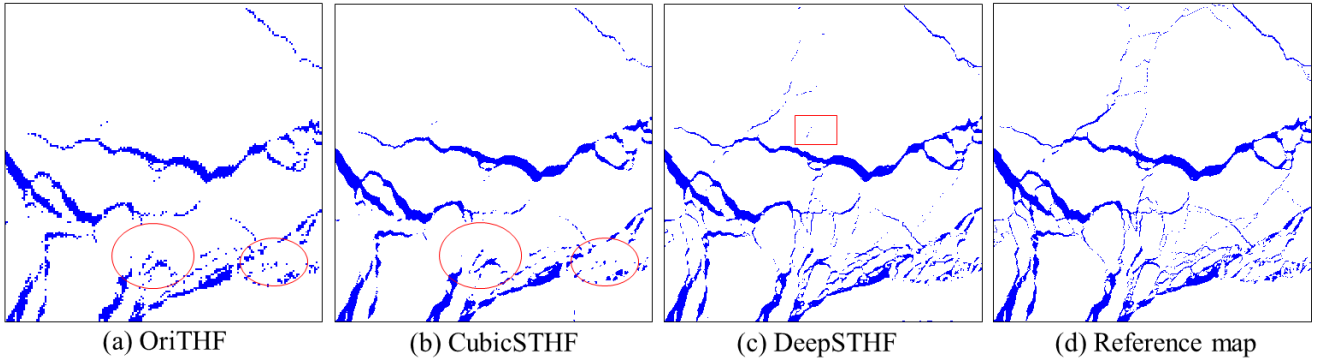 (a) OriTHF
(b) CubicSTHF
(c) DeepSTHF
(d) Reference map